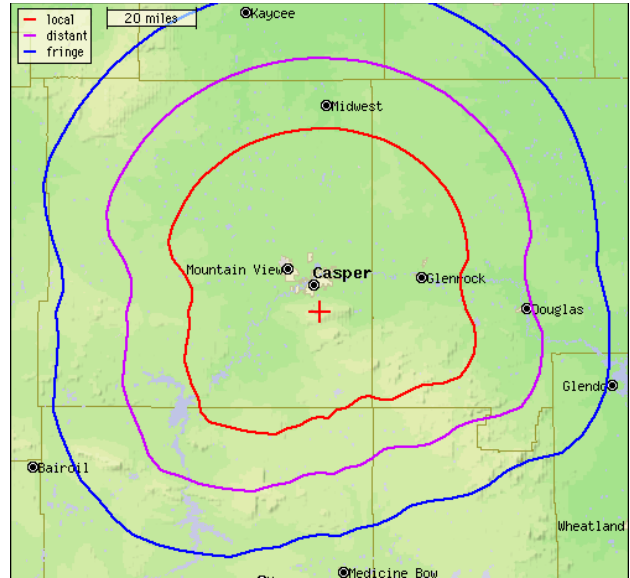 local
distant
fringe
20 miles
Kaycee
Midwest
Mountain View
Casper
Glenrock
Douglas
Glendo
Bairoil
Wheatland
Medicine Bow